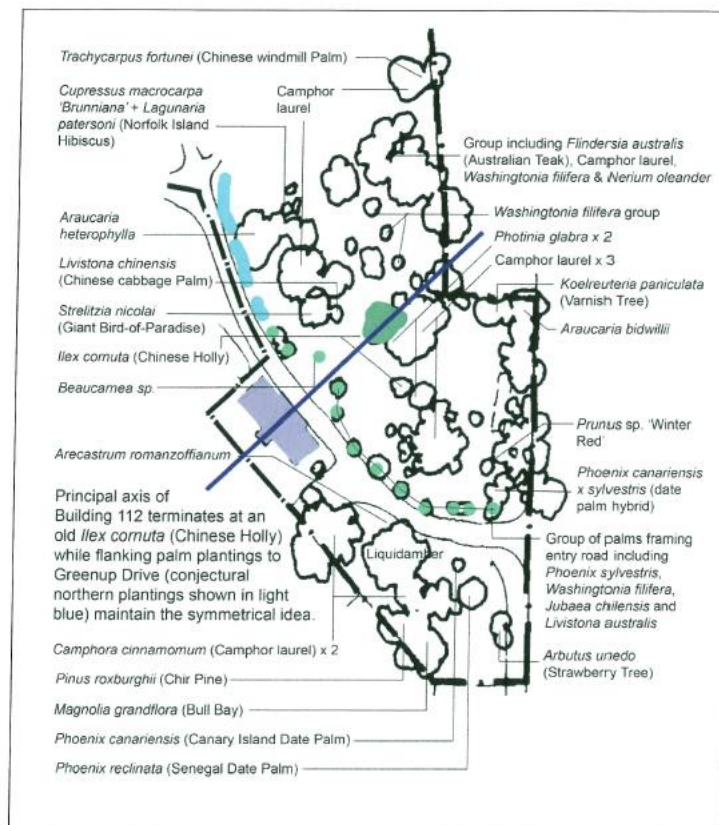 Trachycarpus fortunei (Chinese windmill Palm)
Cupressus macrocarpa
'Brunniana' + Lagunaria
patersoni (Norfolk Island
Hibiscus)
Camphor
laurel
Group including Flindersia australis
(Australian Teak), Camphor laurel,
Washingtonia filifera & Nerium oleander
Araucaria
heterophylla
Washingtonia filifera group
Photinia glabra x 2
Camphor laurel x 3
Livistona chinensis
(Chinese cabbage Palm)
Koelreuteria paniculata
(Varnish Tree)
Strelitzia nicolai
(Giant Bird-of-Paradise)
Araucaria bidwillii
Ilex cornuta (Chinese Holly)
Beaucarnea sp.
Prunus sp. 'Winter
Red'
Arecastrum romanzoffianum
Phoenix canariensis
x sylvestris (date
palm hybrid)
Principal axis of
Building 112 terminates at an
old Ilex cornuta (Chinese Holly)
while flanking palm plantings to
Greenup Drive (conjectural
northern plantings shown in light
blue) maintain the symmetrical idea.
Liquidamber
Group of palms framing
entry road including
Phoenix sylvestris,
Washingtonia filifera,
Jubaea chilensis and
Livistona australis
Camphora cinnamomum (Camphor laurel) x 2
Arbutus unedo
(Strawberry Tree)
Pinus roxburghii (Chir Pine)
Magnolia grandflora (Bull Bay)
Phoenix canariensis (Canary Island Date Palm)
Phoenix reclinata (Senegal Date Palm)